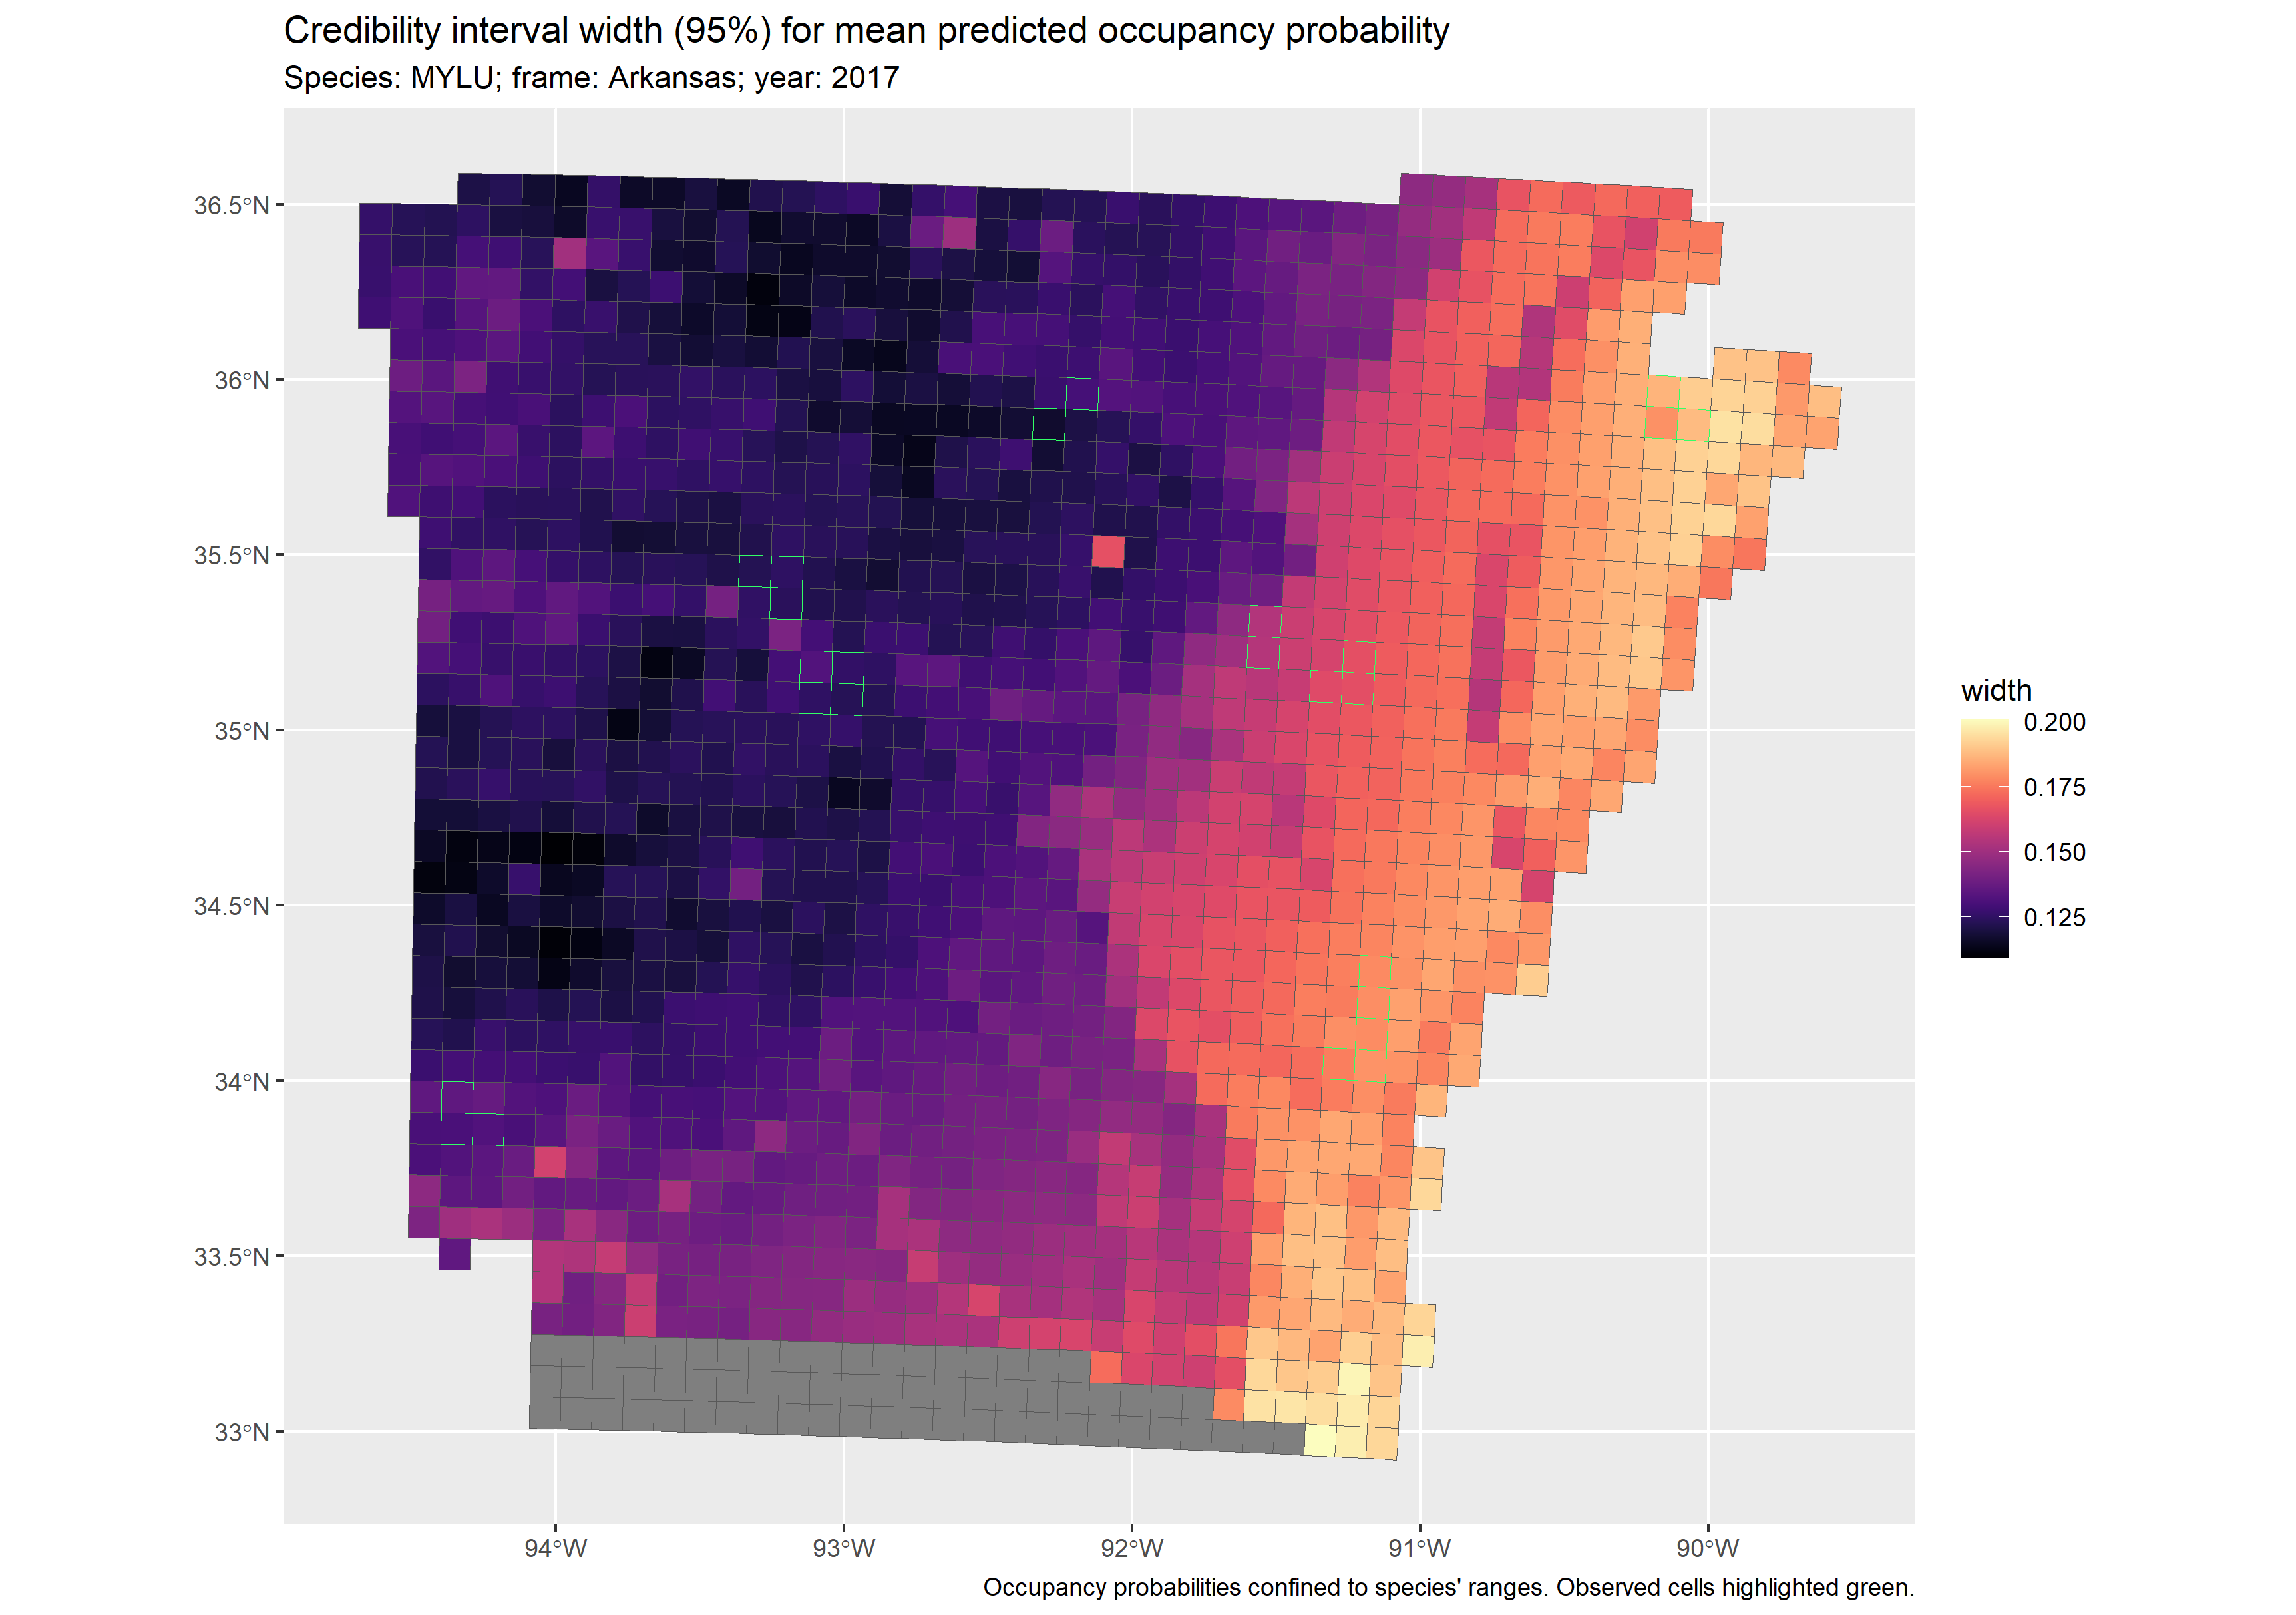 Credibility interval width (95%) for mean predicted occupancy probability
Species: MYLU; frame: Arkansas; year: 2017
36.5°N
36°N
35.5°N
35°N
34.5°N
34°N
33.5°N
33°N
94°W
93°W
92°W
91°W
90°W
width
0.200
0.175
0.150
0.125
Occupancy probabilities confined to species' ranges. Observed cells highlighted green.